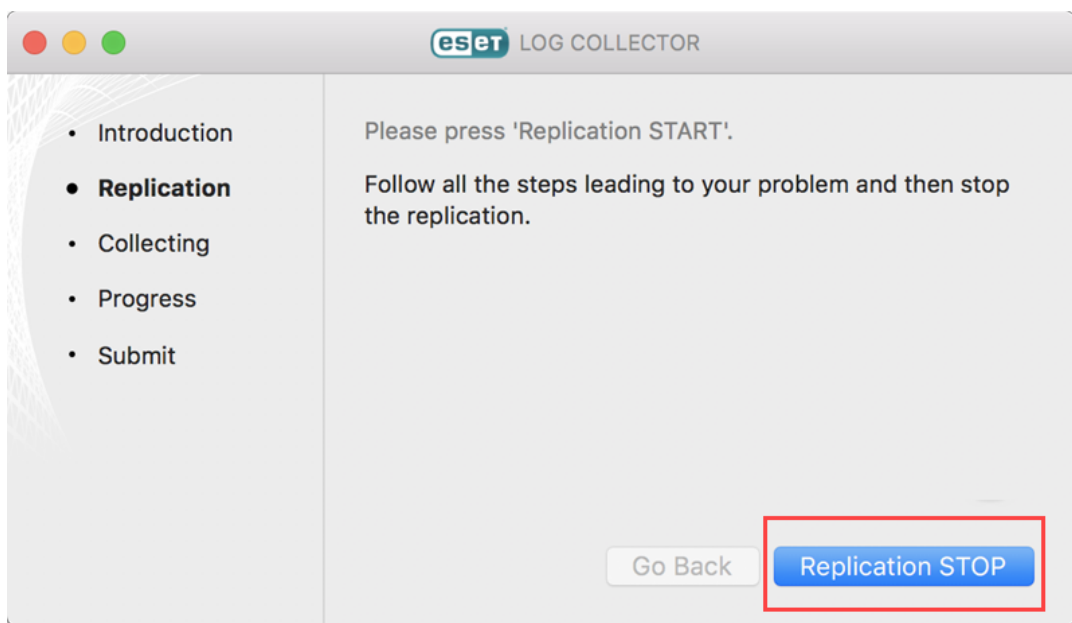 eset LOG COLLECTOR
• Introduction
• Replication
• Collecting
• Progress
• Submit
Please press 'Replication START'.
Follow all the steps leading to your problem and then stop
the replication.
Go Back
Replication STOP